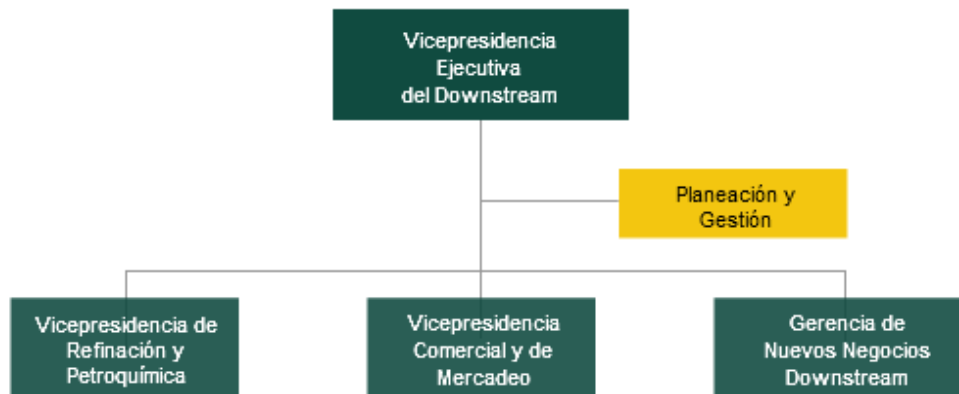 Vicepresidencia
Ejecutiva
del Downstream
Planeación y
Gestión
Vicepresidencia de
Refinación y
Petroquímica
Vicepresidencia
Comercial y de
Mercadeo
Gerencia de
Nuevos Negocios
Downstream